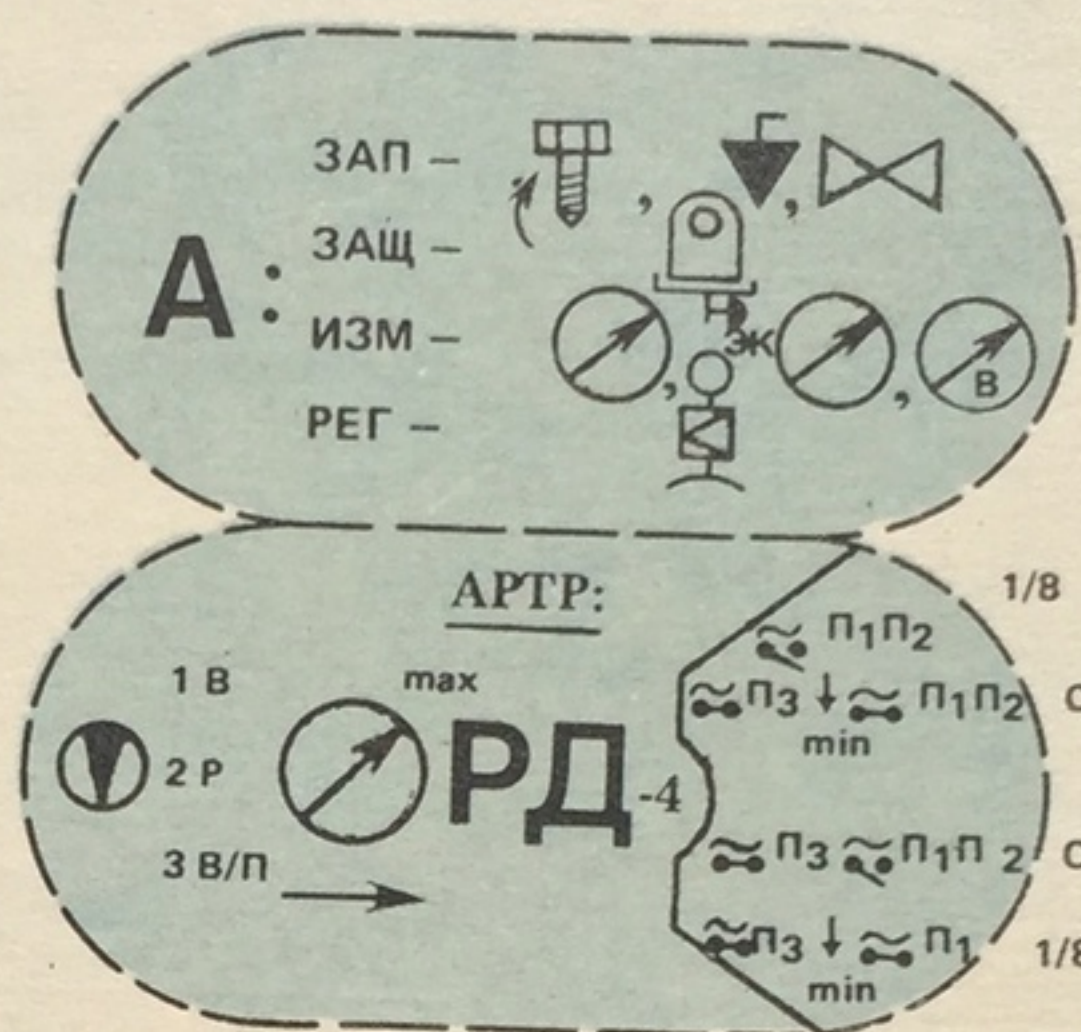 ЗАП –
ЗАЩ –
А :
ИЗМ –
ЭК
В
РЕГ –
АРТР:
1/8
П1П2
1 В
max
П3 ↓ П1П2
min
2 Р
РД-4
П3 П1П2
3 В/П
П3 ↓ П1
1/8
min